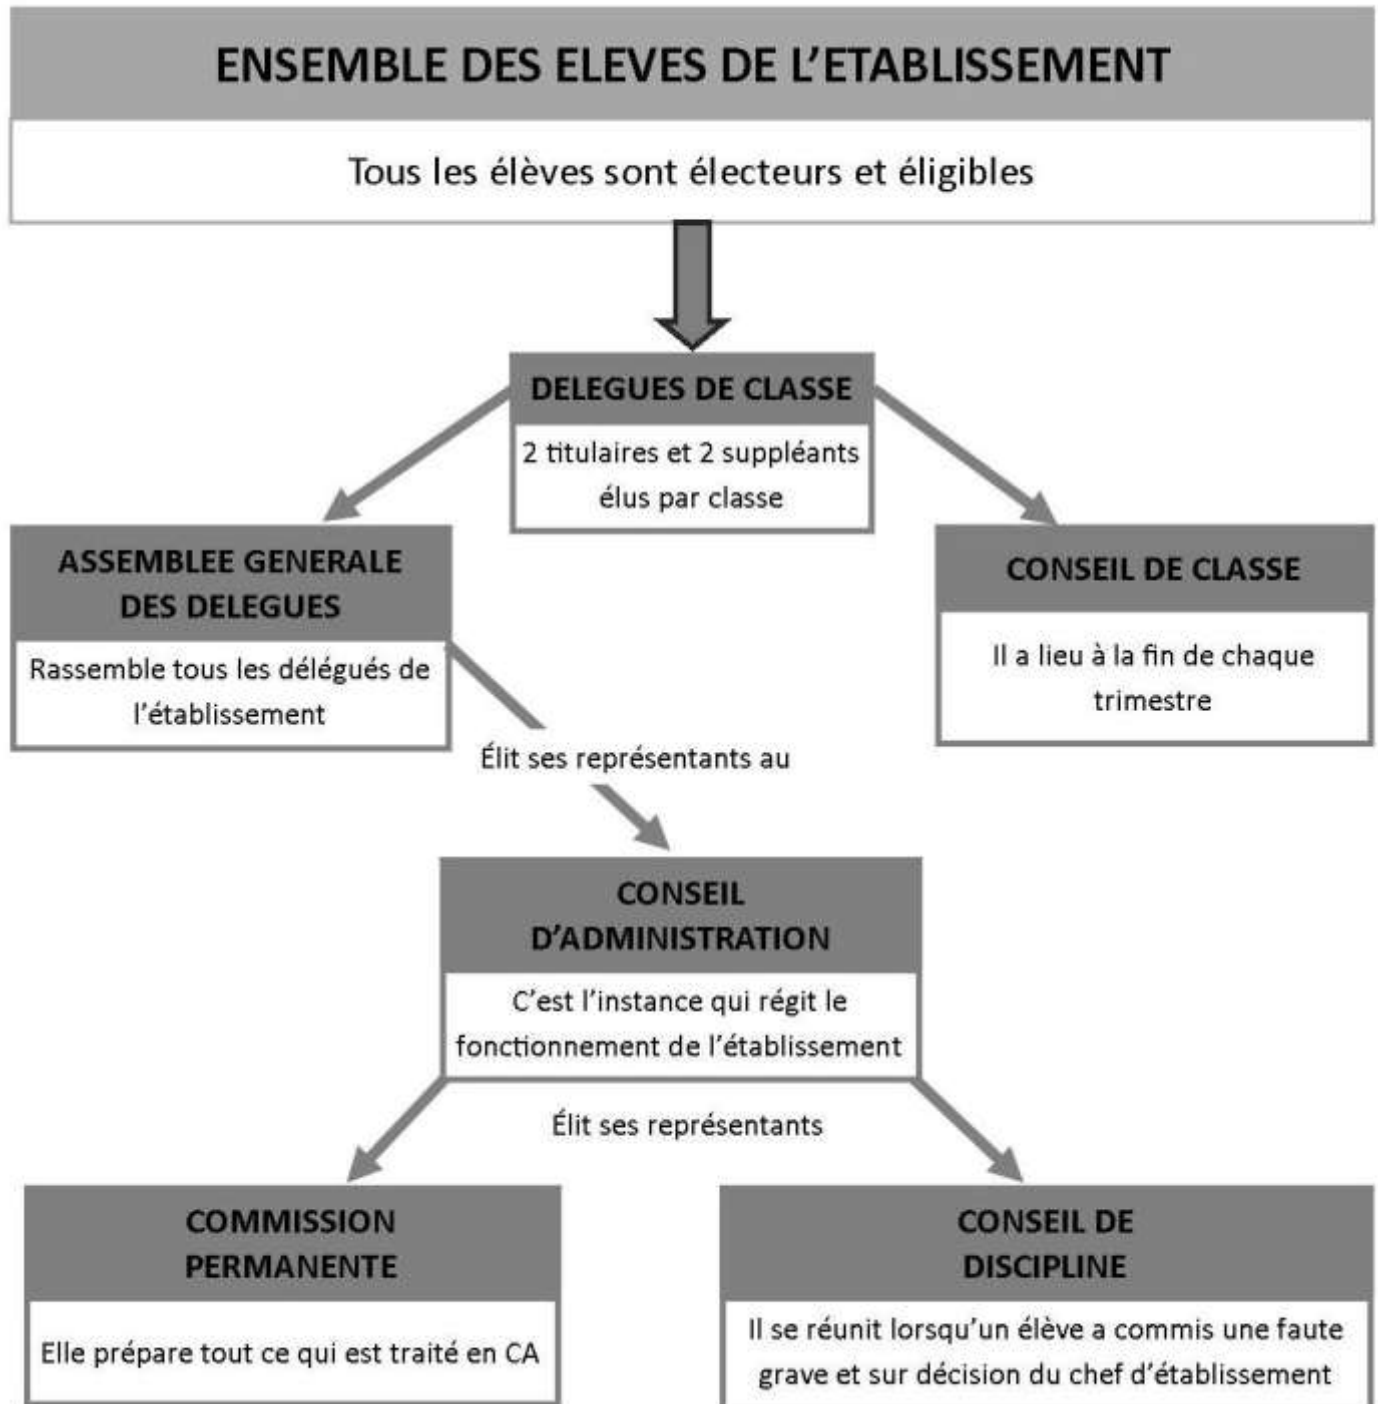 ENSEMBLE DES ELEVES DE L’ETABLISSEMENT
Tous les élèves sont électeurs et éligibles
DELEGUES DE CLASSE
2 titulaires et 2 suppléants
élus par classe
ASSEMBLEE GENERALE
DES DELEGUES
Rassemble tous les délégués de
l’établissement
CONSEIL DE CLASSE
Il a lieu à la fin de chaque
trimestre
Élit ses représentants au
CONSEIL
D’ADMINISTRATION
C’est l’instance qui régit le
fonctionnement de l’établissement
Élit ses représentants
COMMISSION
PERMANENTE
Elle prépare tout ce qui est traité en CA
CONSEIL DE
DISCIPLINE
Il se réunit lorsqu’un élève a commis une faute
grave et sur décision du chef d’établissement